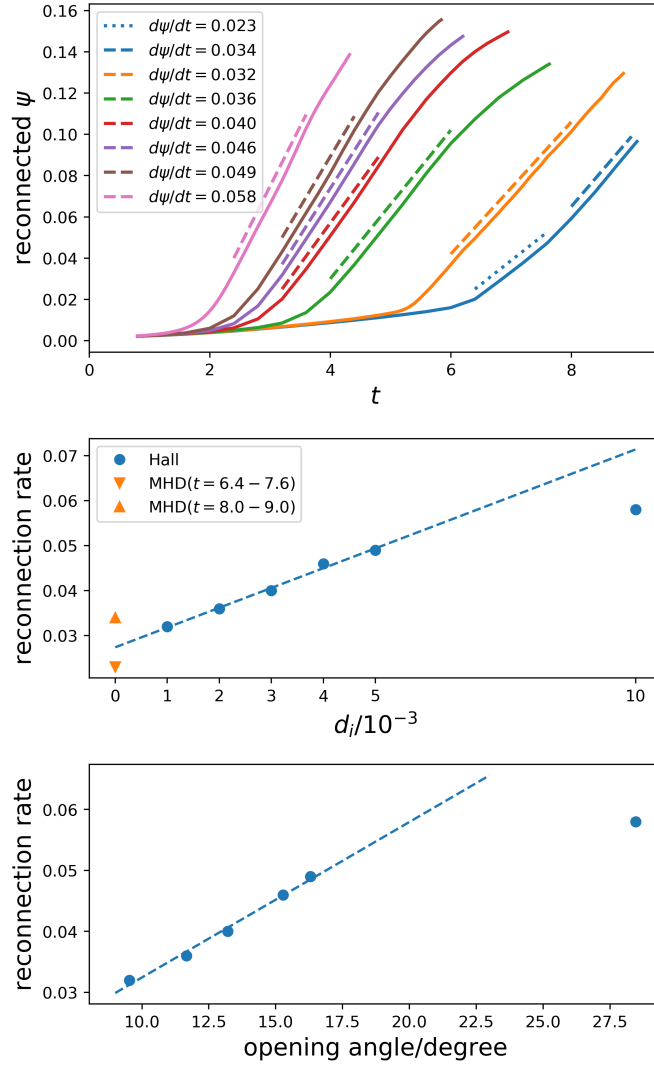 0.16
0.14
0.12
0.10
0.08
0.06
0.04
0.02
0.00
reconnected ψ
dψ/dt = 0.023
dψ/dt = 0.034
dψ/dt = 0.032
dψ/dt = 0.036
dψ/dt = 0.040
dψ/dt = 0.046
dψ/dt = 0.049
dψ/dt = 0.058
0 2 4 6 8
t
0.07
0.06
0.05
0.04
0.03
reconnection rate
Hall
MHD(t = 6.4 − 7.6)
MHD(t = 8.0 − 9.0)
0 1 2 3 4 5 10
d_i/10^{−3}
0.06
0.05
0.04
0.03
reconnection rate
10.0 12.5 15.0 17.5 20.0 22.5 25.0 27.5
opening angle/degree